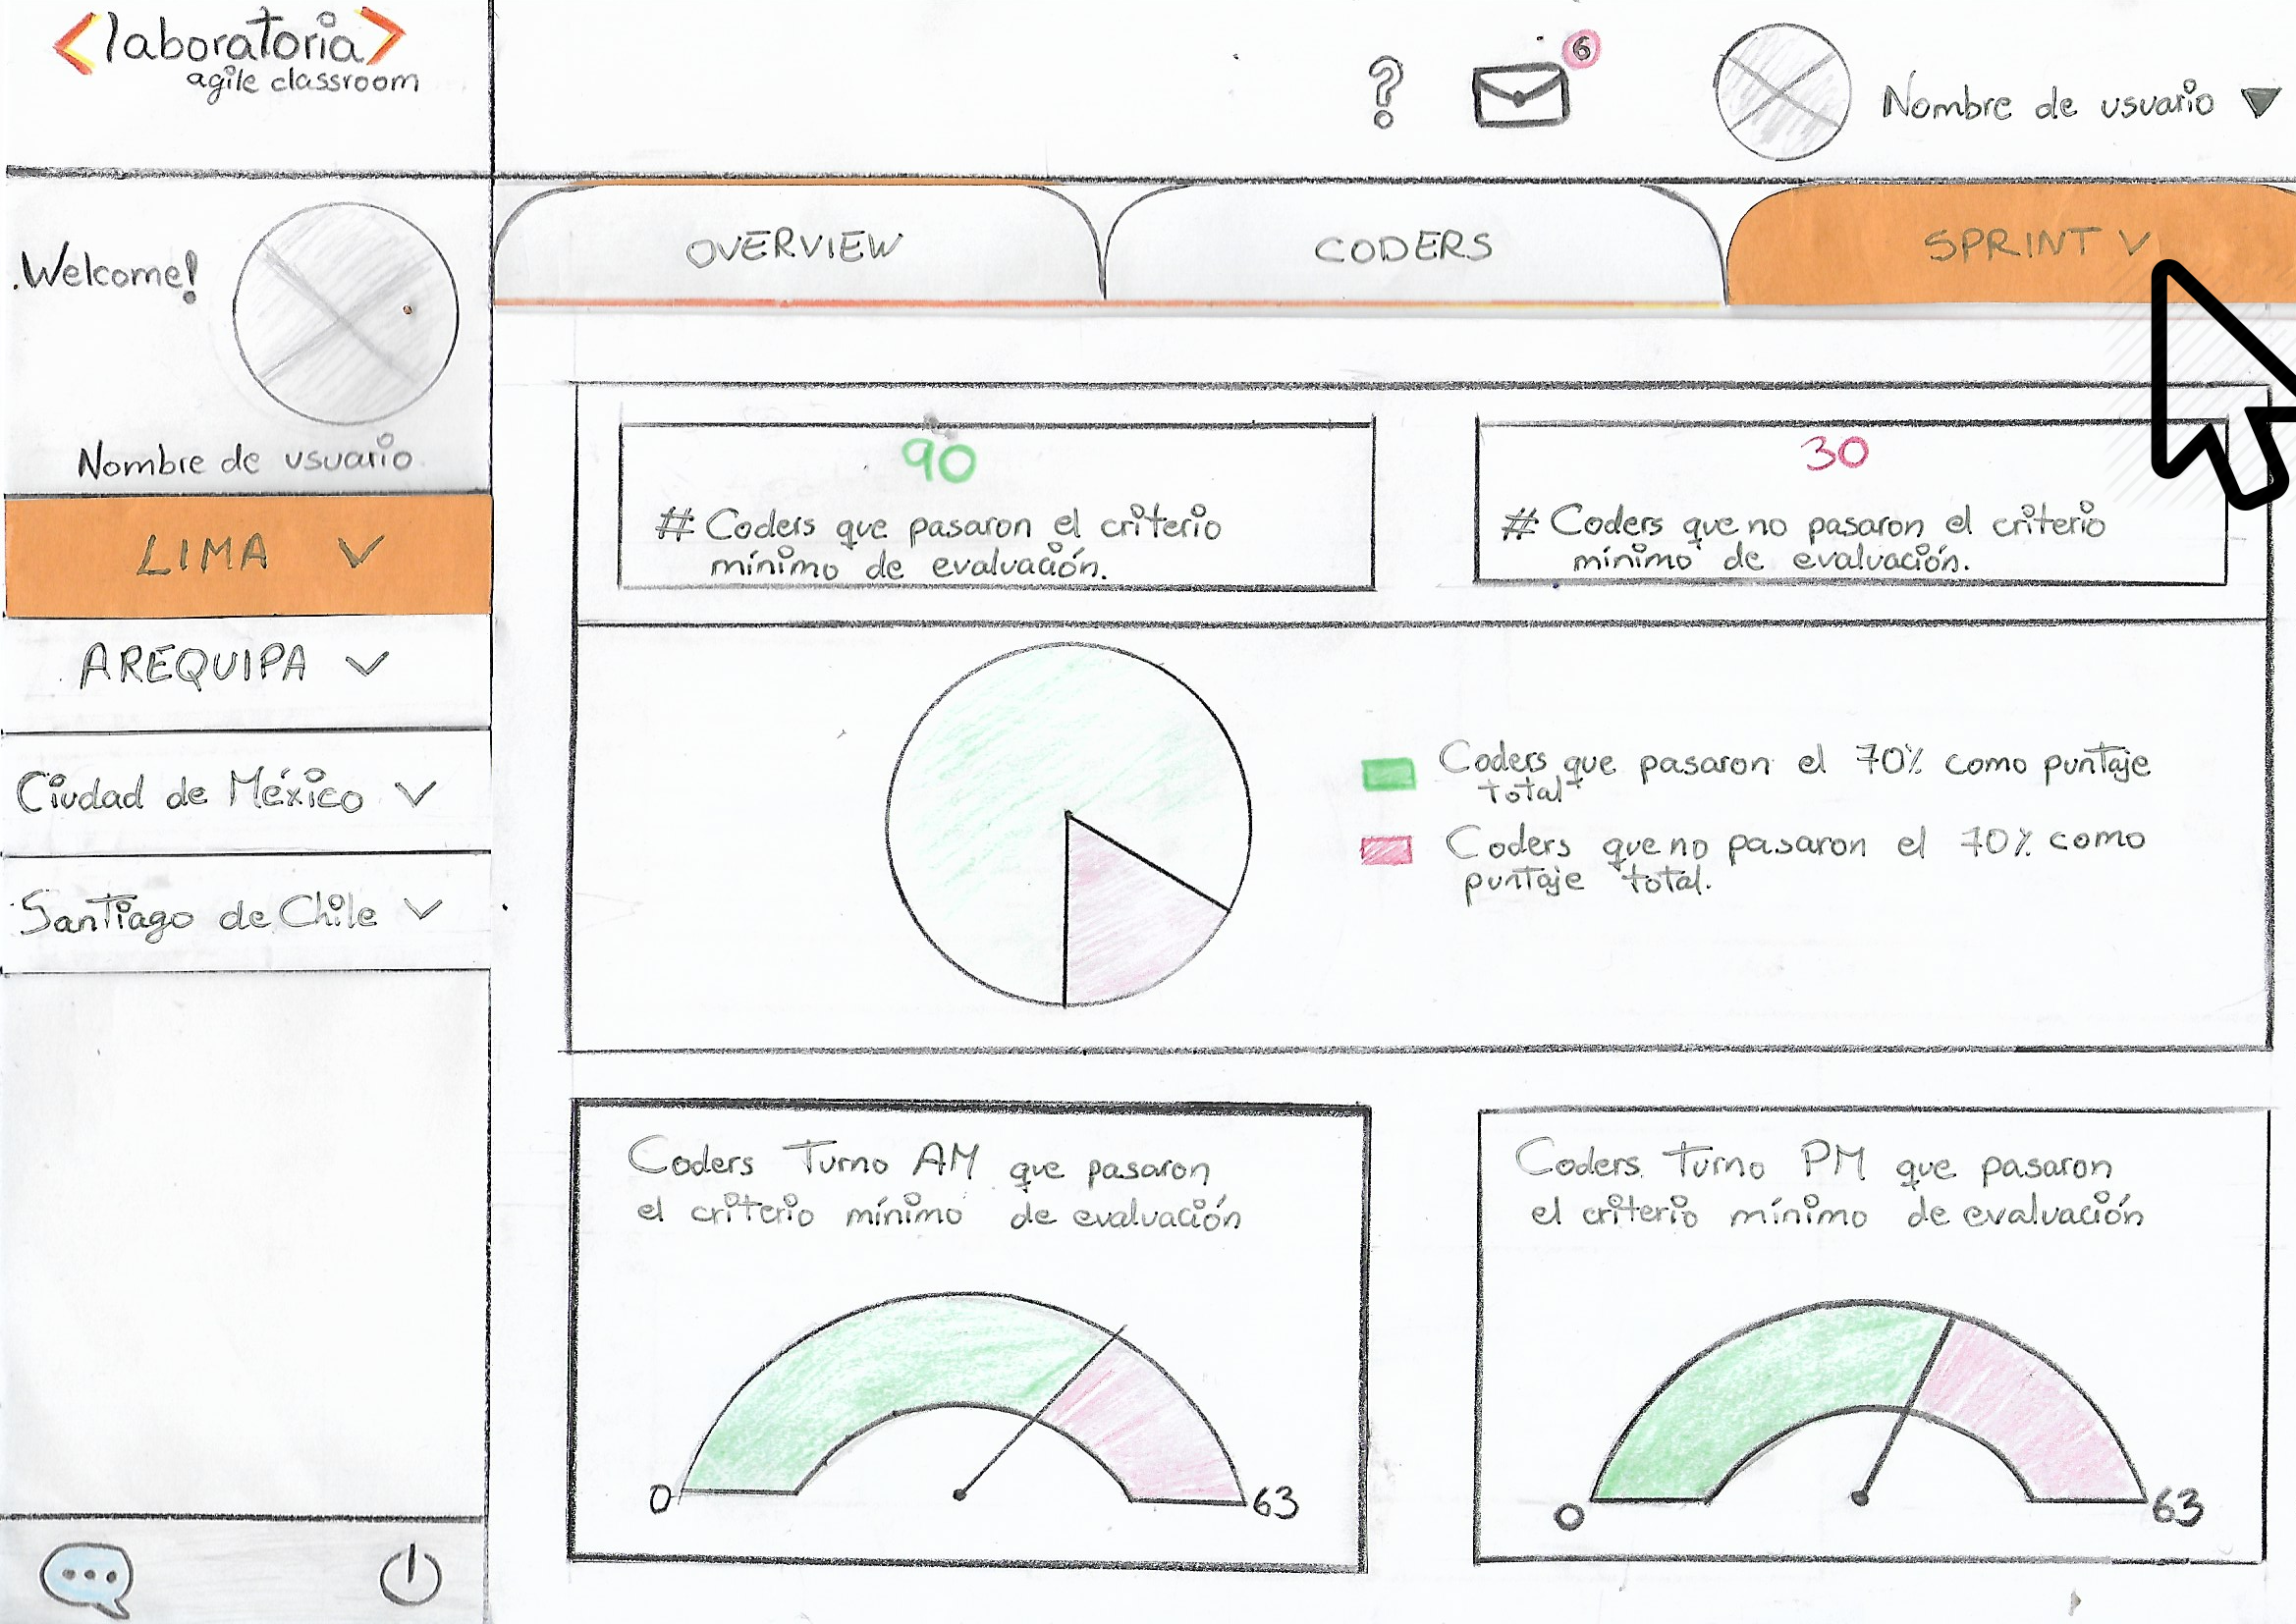 <laboratoria>
agile classroom
?
6
Nombre de usuario
Welcome!
Nombre de usuario
LIMA
AREQUIPA
Ciudad de México
Santiago de Chile
OVERVIEW
CODERS
SPRINT
90
# Coders que pasaron el criterio
mínimo de evaluación.
30
# Coders que no pasaron el criterio
mínimo de evaluación.
Coders que pasaron el 70% como puntaje
total
Coders que no pasaron el 70% como
puntaje total.
Coders Turno AM que pasaron
el criterio mínimo de evaluación
0
63
Coders Turno PM que pasaron
el criterio mínimo de evaluación
0
63